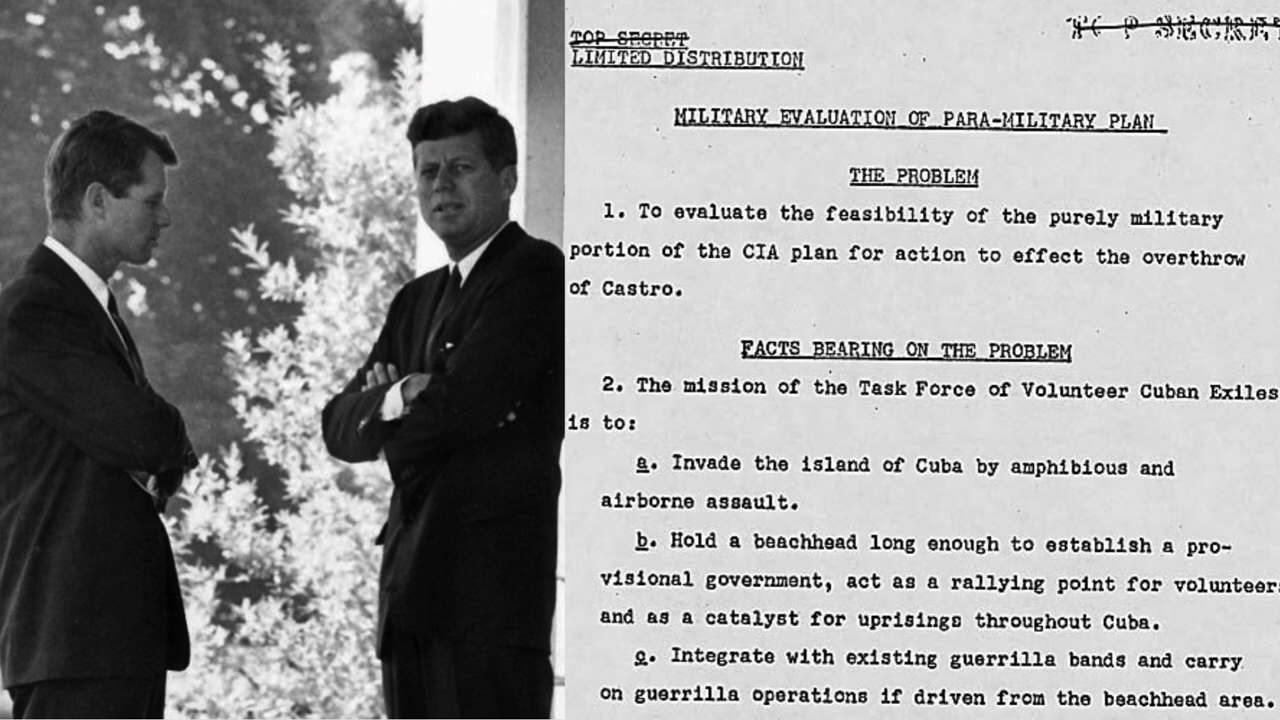 TOP SECRET
LIMITED DISTRIBUTION
MILITARY EVALUATION OF PARA-MILITARY PLAN
THE PROBLEM
1. To evaluate the feasibility of the purely military
portion of the CIA plan for action to effect the overthrow
of Castro.
FACTS BEARING ON THE PROBLEM
2. The mission of the Task Force of Volunteer Cuban Exiles
is to:
a. Invade the island of Cuba by amphibious and
airborne assault.
b. Hold a beachhead long enough to establish a pro-
visional government, act as a rallying point for volunteers
and as a catalyst for uprisings throughout Cuba.
c. Integrate with existing guerrilla bands and carry
on guerrilla operations if driven from the beachhead area.